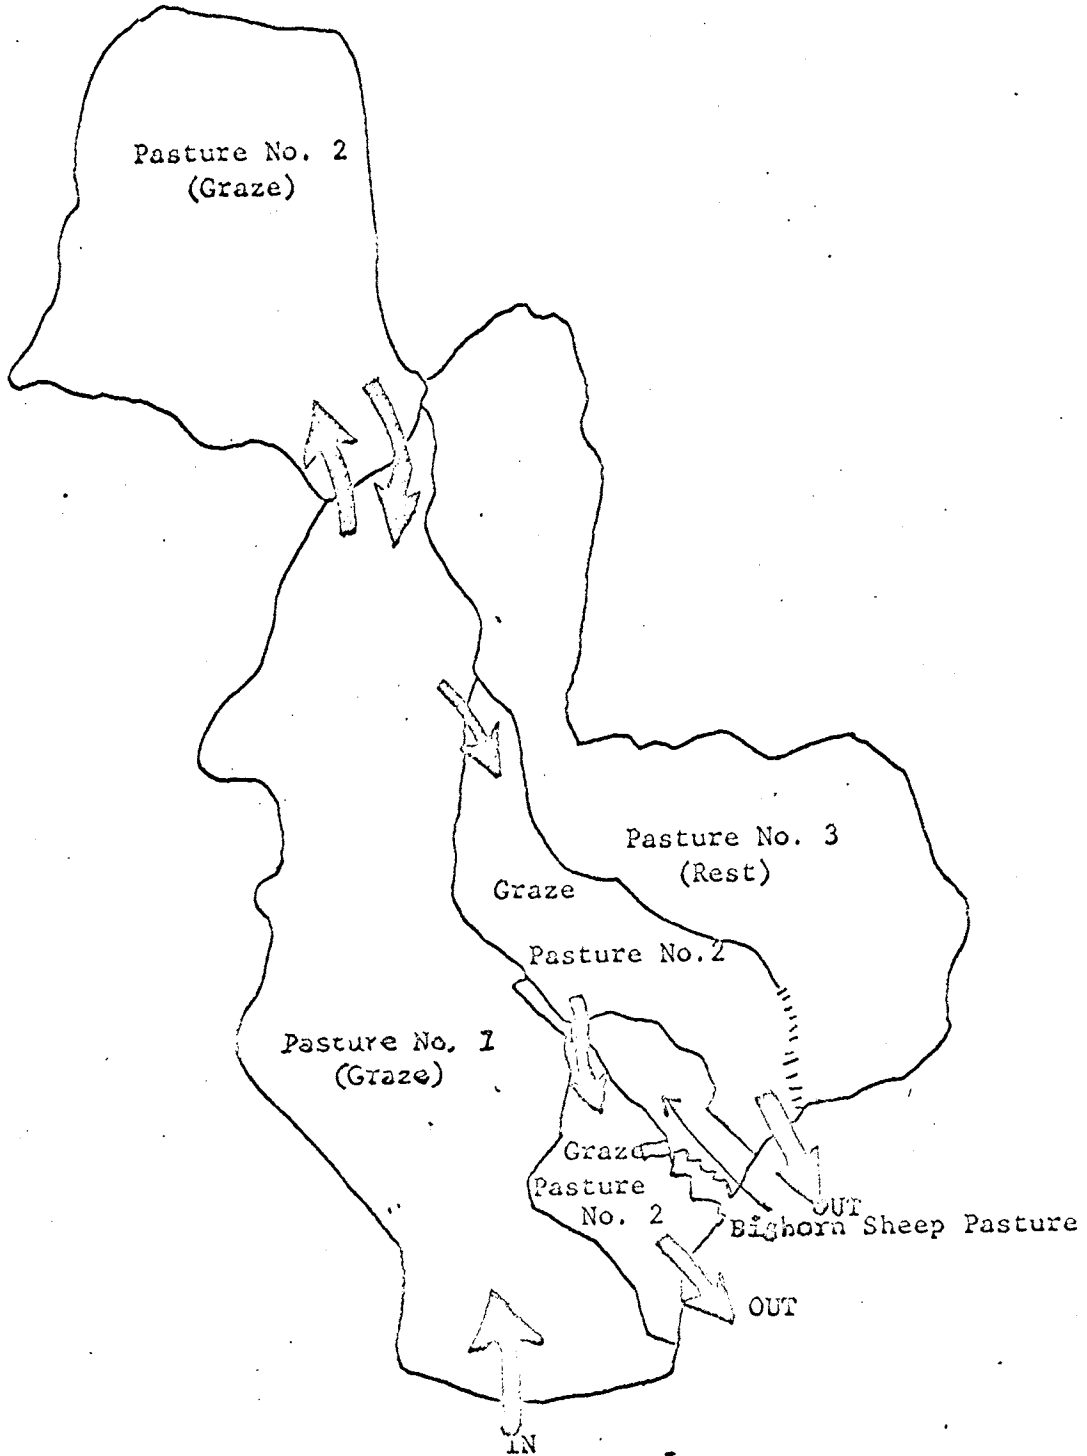 Pasture No. 2
(Graze)
Pasture No. 3
(Rest)
Graze
Pasture No.2
Pasture No. 1
(Graze)
Graze
Pasture
No. 2
OUT
Bighorn Sheep Pasture
OUT
IN